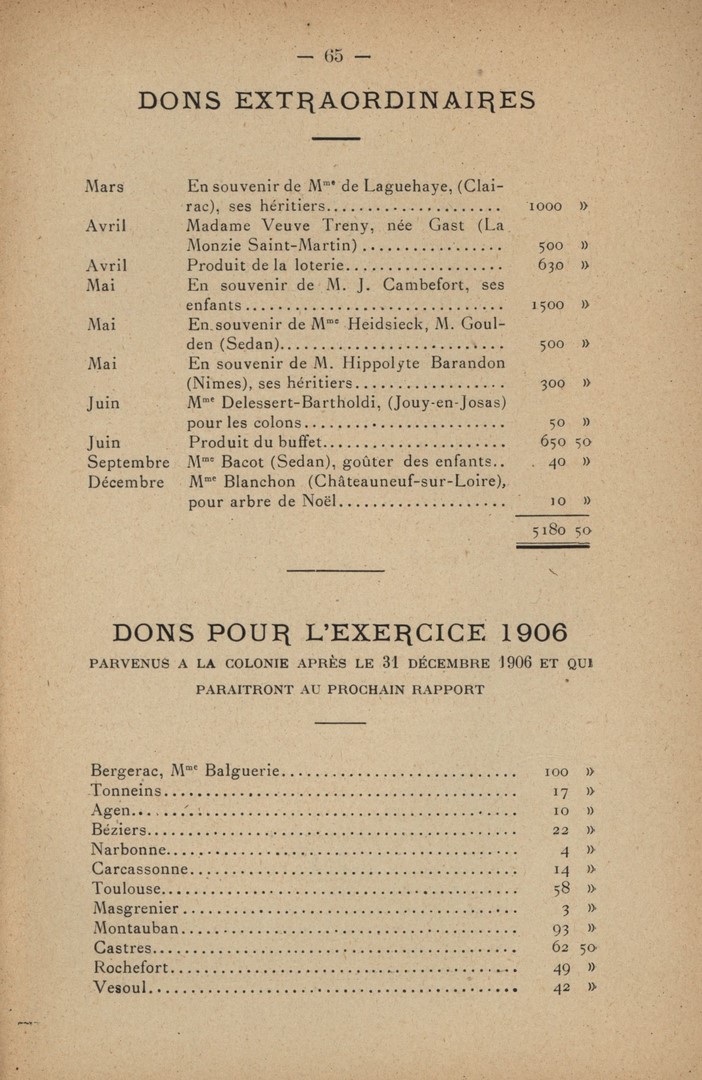 — 65 —
DONS EXTRAORDINAIRES
Mars En souvenir de Mme de Laguehaye, (Clai-
rac), ses héritiers...................... 1000 »
Avril Madame Veuve Treny, née Gast (La
Monzie Saint-Martin) .................. 500 »
Avril Produit de la loterie.................... 630 »
Mai En souvenir de M. J. Cambefort, ses
enfants ................................ 1500 »
Mai En souvenir de Mme Heidsieck, M. Goul-
den (Sedan)............................ 500 »
Mai En souvenir de M. Hippolyte Barandon
(Nimes), ses héritiers.................. 300 »
Juin Mme Delessert-Bartholdi, (Jouy-en-Josas)
pour les colons......................... 50 »
Juin Produit du buffet....................... 650 50
Septembre Mme Bacot (Sedan), goûter des enfants.. 40 »
Décembre Mme Blanchon (Châteauneuf-sur-Loire),
pour arbre de Noël..................... 10 »
5180 50
DONS POUR L'EXERCICE 1906
PARVENUS A LA COLONIE APRÈS LE 31 DÉCEMBRE 1906 ET QUI
PARAITRONT AU PROCHAIN RAPPORT
Bergerac, Mme Balguerie............................ 100 »
Tonneins.......................................... 17 »
Agen.............................................. 10 »
Béziers........................................... 22 »
Narbonne.......................................... 4 »
Carcassonne....................................... 14 »
Toulouse.......................................... 58 »
Masgrenier........................................ 3 »
Montauban......................................... 93 »
Castres........................................... 62 50
Rochefort......................................... 49 »
Vesoul............................................ 42 »